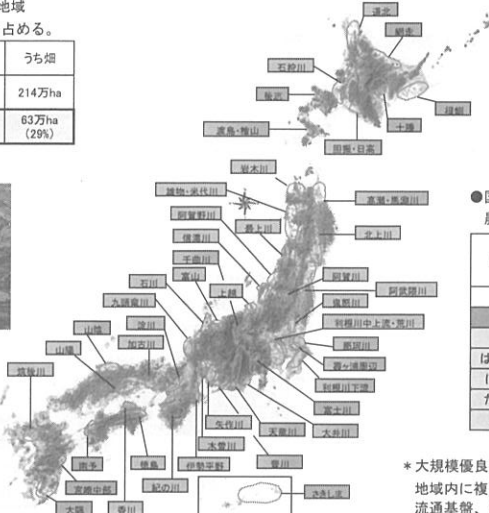 地域
占める。
うち畑
214万ha
63万ha
(29%)
道北
網走
石狩川
後志
根釧
十勝
渡島・檜山
胆振・日高
岩木川
雄物・米代川
高瀬・馬淵川
阿賀野川
最上川
北上川
信濃川
千曲川
富山
上越
阿賀川
阿武隈川
鬼怒川
石川
九頭竜川
利根川中上流・荒川
山陰
淀川
那珂川
山陽
加古川
霞ヶ浦周辺
筑後川
利根川下流
富士川
矢作川
天竜川
大井川
木曽川
南予
徳島
伊勢平野
豊川
宮崎中部
紀の川
大隅
香川
さきしま
*大規模優良
地域内に複
流通基盤、